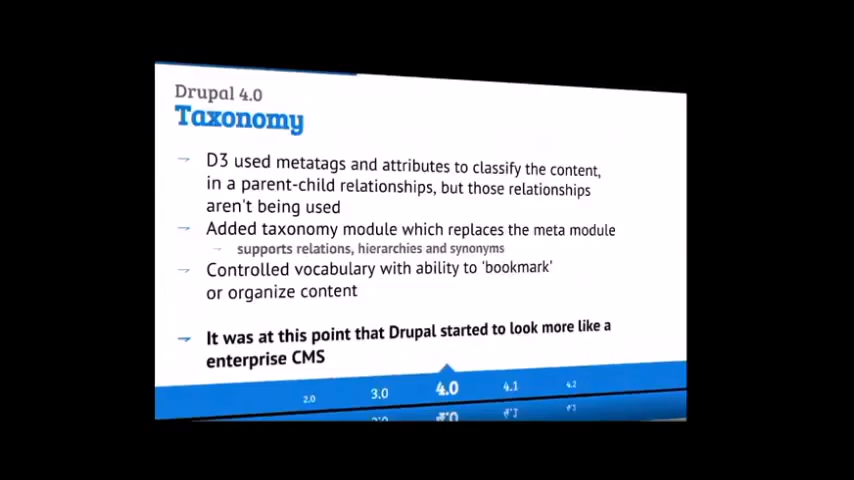 Drupal 4.0
Taxonomy
→ D3 used metatags and attributes to classify the content,
in a parent-child relationships, but those relationships
aren't being used
→ Added taxonomy module which replaces the meta module
→ supports relations, hierarchies and synonyms
→ Controlled vocabulary with ability to 'bookmark'
or organize content
→ It was at this point that Drupal started to look more like a
enterprise CMS
2.0 3.0 4.0 4.1 4.2